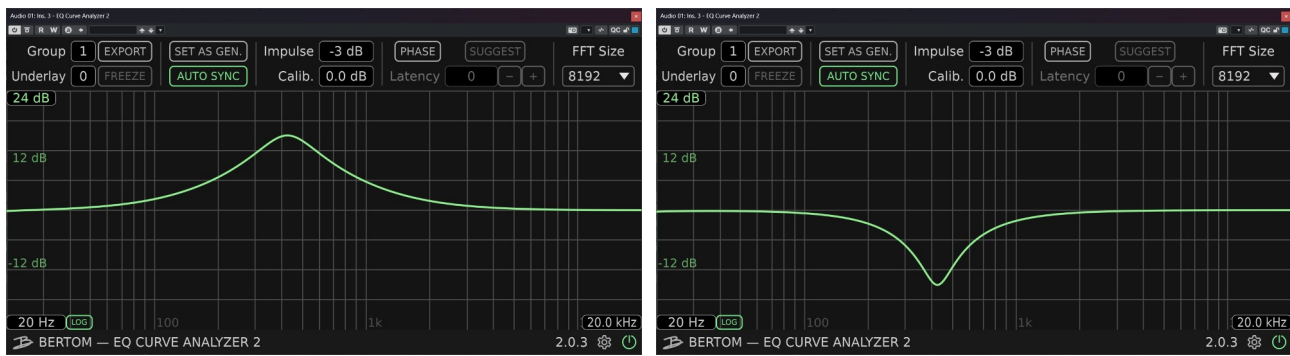 Audio 01: Ins. 3 - EQ Curve Analyzer 2
R W QC
Group 1 EXPORT SET AS GEN. Impulse -3 dB PHASE SUGGEST FFT Size
Underlay 0 FREEZE AUTO SYNC Calib. 0.0 dB Latency 0 − + 8192
24 dB
12 dB
-12 dB
20 Hz LOG 100 1k 20.0 kHz
BERTOM — EQ CURVE ANALYZER 2 2.0.3
Audio 01: Ins. 3 - EQ Curve Analyzer 2
R W QC
Group 1 EXPORT SET AS GEN. Impulse -3 dB PHASE SUGGEST FFT Size
Underlay 0 FREEZE AUTO SYNC Calib. 0.0 dB Latency 0 − + 8192
24 dB
12 dB
-12 dB
20 Hz LOG 100 1k 20.0 kHz
BERTOM — EQ CURVE ANALYZER 2 2.0.3